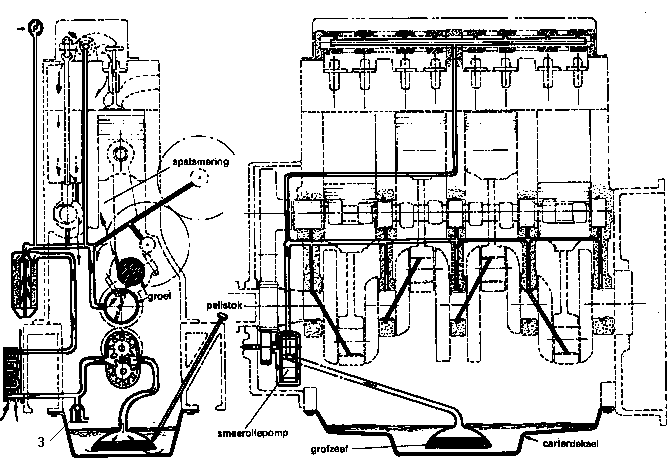 spatsmering
groef
peilstok
3
smeeroliepomp
grofzeef
carterdeksel